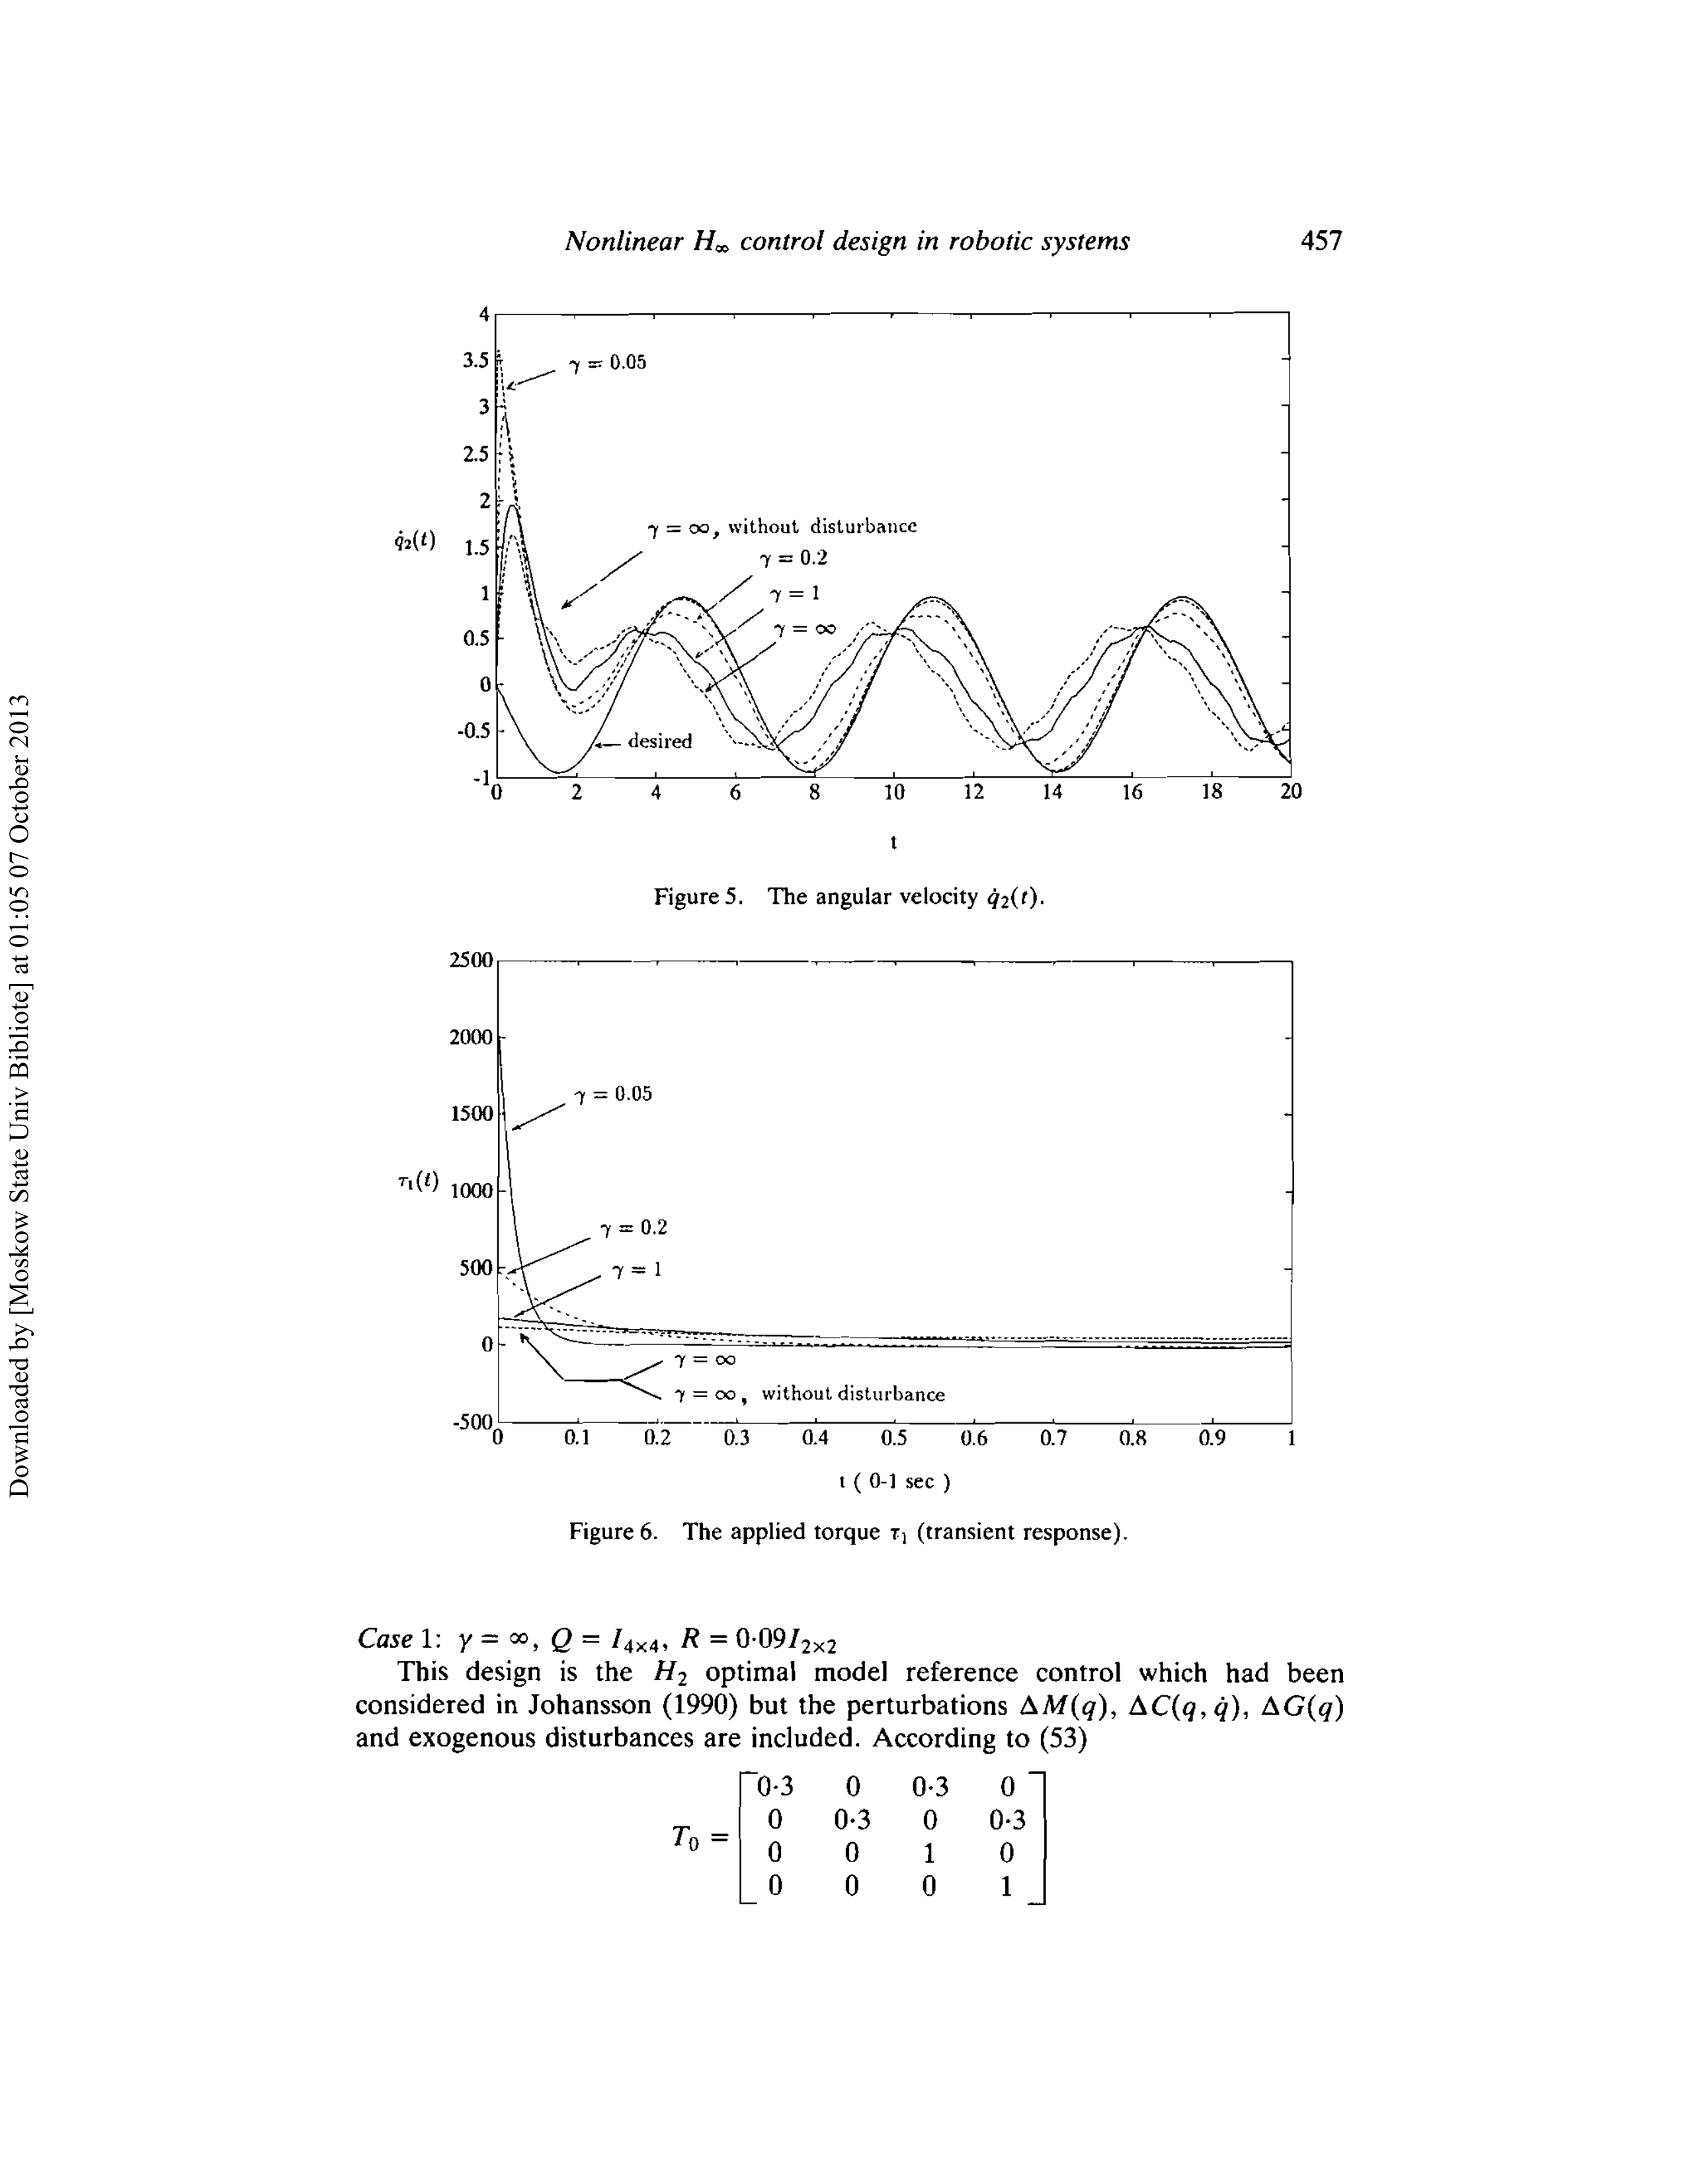 Nonlinear H∞ control design in robotic systems 457
4
3.5
γ = 0.05
3
2.5
2
γ = ∞, without disturbance
q̇2(t)
1.5
γ = 0.2
1
γ = 1
0.5
γ = ∞
0
-0.5
desired
-1
0 2 4 6 8 10 12 14 16 18 20
t
Figure 5. The angular velocity q̇2(t).
2500
2000
γ = 0.05
1500
τ1(t)
1000
γ = 0.2
500
γ = 1
0
γ = ∞
γ = ∞, without disturbance
-500
0 0.1 0.2 0.3 0.4 0.5 0.6 0.7 0.8 0.9 1
t ( 0-1 sec )
Figure 6. The applied torque τ1 (transient response).
Case 1: γ = ∞, Q = I4×4, R = 0·09I2×2
This design is the H2 optimal model reference control which had been
considered in Johansson (1990) but the perturbations ΔM(q), ΔC(q, q̇), ΔG(q)
and exogenous disturbances are included. According to (53)
0·3 0 0·3 0
0 0·3 0 0·3
T0 =
0 0 1 0
0 0 0 1
Downloaded by [Moskow State Univ Bibliote] at 01:05 07 October 2013